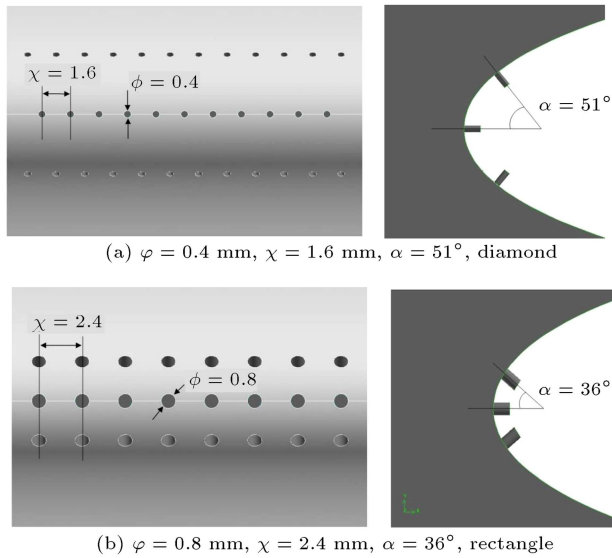 χ = 1.6
ϕ = 0.4
α = 51°
(a) φ = 0.4 mm, χ = 1.6 mm, α = 51°, diamond
χ = 2.4
ϕ = 0.8
α = 36°
(b) φ = 0.8 mm, χ = 2.4 mm, α = 36°, rectangle